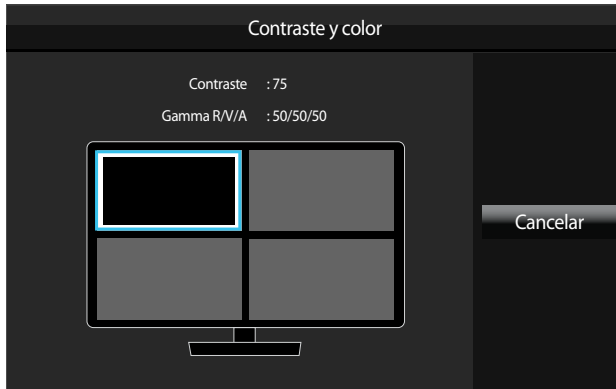 Contraste y color
Contraste : 75
Gamma R/V/A : 50/50/50
Cancelar